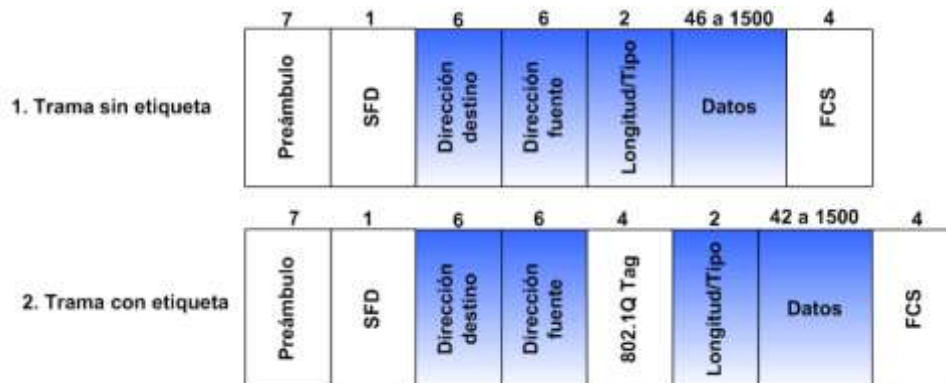 7 1 6 6 2 46 a 1500 4
1. Trama sin etiqueta
Preámbulo
SFD
Dirección
destino
Dirección
fuente
Longitud/Tipo
Datos
FCS
7 1 6 6 4 2 42 a 1500 4
2. Trama con etiqueta
Preámbulo
SFD
Dirección
destino
Dirección
fuente
802.1Q Tag
Longitud/Tipo
Datos
FCS